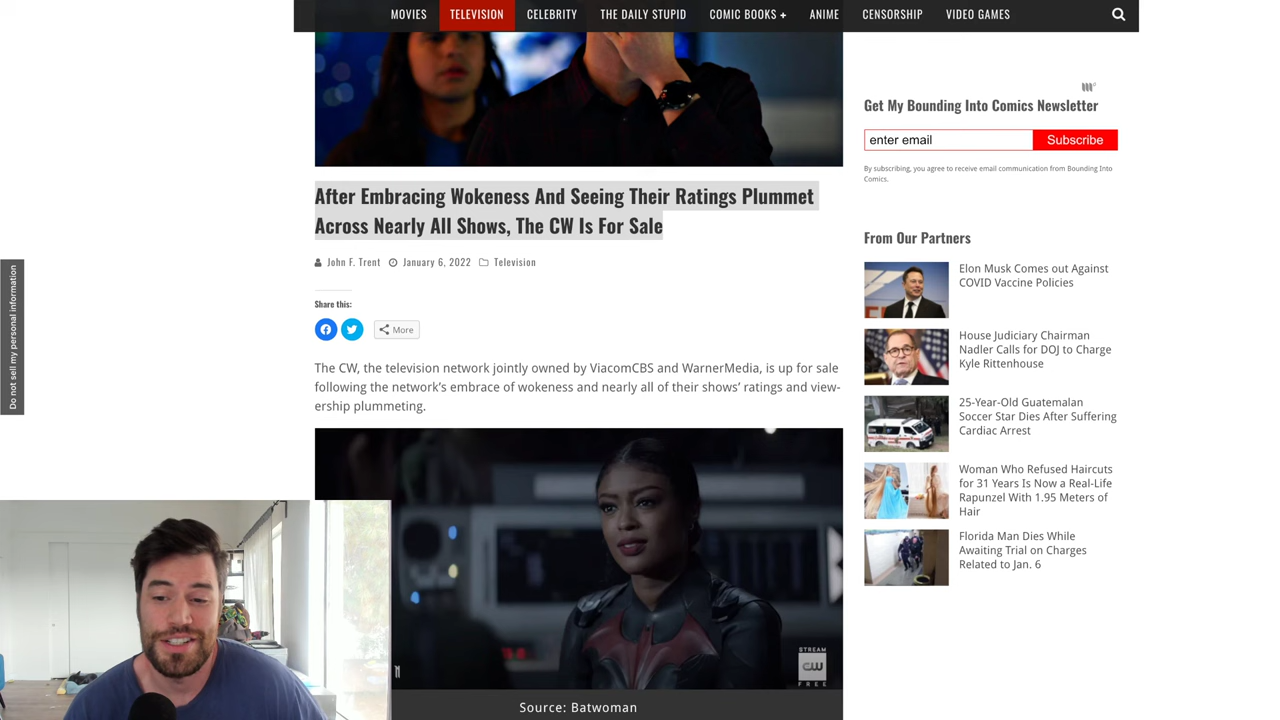 MOVIES TELEVISION CELEBRITY THE DAILY STUPID COMIC BOOKS + ANIME CENSORSHIP VIDEO GAMES
After Embracing Wokeness And Seeing Their Ratings Plummet
Across Nearly All Shows, The CW Is For Sale
John F. Trent January 6, 2022 Television
Share this:
More
The CW, the television network jointly owned by ViacomCBS and WarnerMedia, is up for sale
following the network's embrace of wokeness and nearly all of their shows' ratings and view-
ership plummeting.
STREAM
CW
FREE
Source: Batwoman
Get My Bounding Into Comics Newsletter
enter email Subscribe
By subscribing, you agree to receive email communication from Bounding Into
Comics.
From Our Partners
Elon Musk Comes out Against
COVID Vaccine Policies
House Judiciary Chairman
Nadler Calls for DOJ to Charge
Kyle Rittenhouse
25-Year-Old Guatemalan
Soccer Star Dies After Suffering
Cardiac Arrest
Woman Who Refused Haircuts
for 31 Years Is Now a Real-Life
Rapunzel With 1.95 Meters of
Hair
Florida Man Dies While
Awaiting Trial on Charges
Related to Jan. 6
Do not sell my personal information